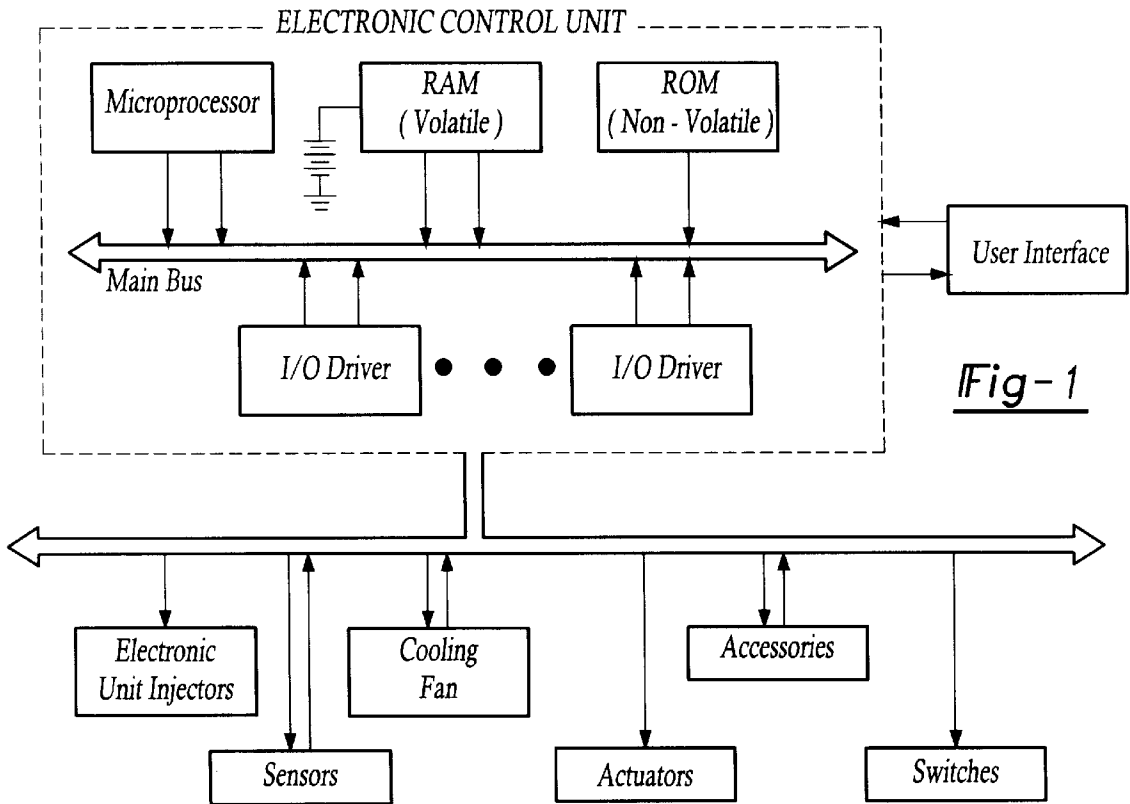 ELECTRONIC CONTROL UNIT
Microprocessor
RAM
( Volatile )
ROM
( Non - Volatile )
User Interface
Main Bus
I/O Driver
I/O Driver
Fig-1
Electronic
Unit Injectors
Cooling
Fan
Accessories
Sensors
Actuators
Switches